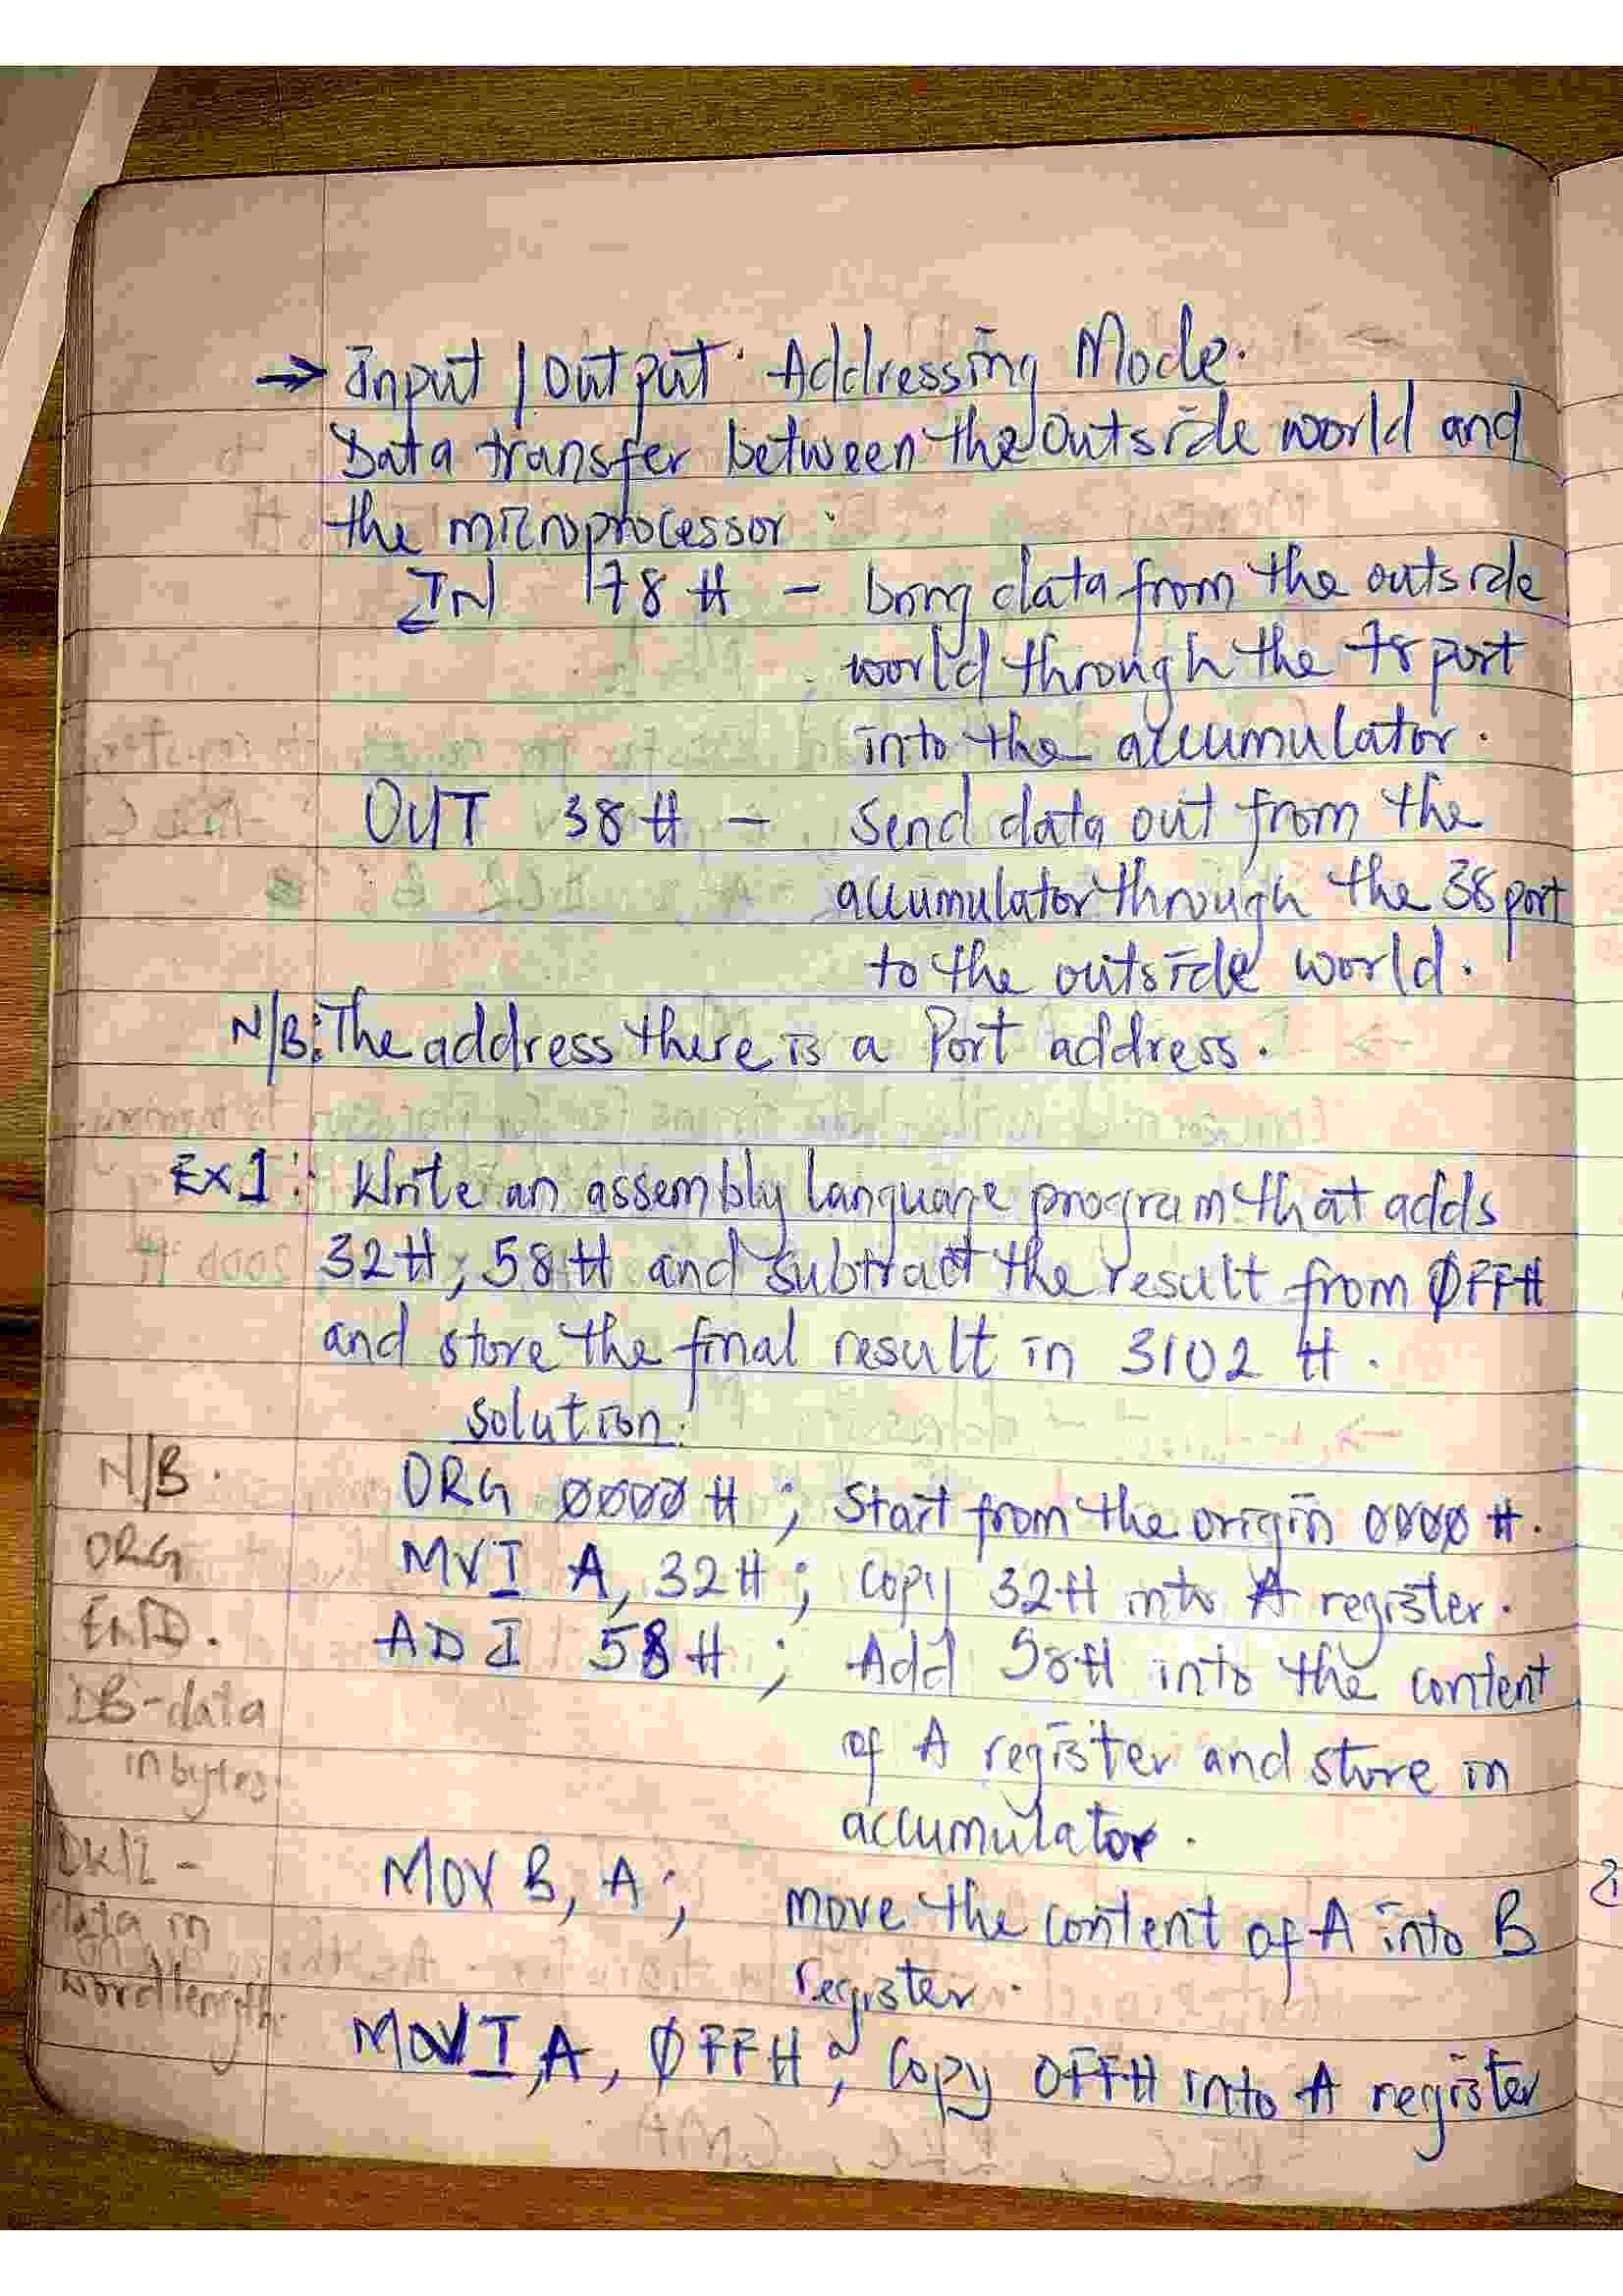 → Input / Output Addressing Mode.
Data transfer between the outside world and
the microprocessor.
IN 78H - bring data from the outside
world through the 78 port
into the accumulator.
OUT 38H - Send data out from the
accumulator through the 38 port
to the outside world.
N/B: The address there is a Port address.
Ex 1: Write an assembly language program that adds
32H, 58H and subtract the result from ØFFH
and store the final result in 3102 H.
Solution:
N/B. ORG ØØØØ H ; Start from the origin ØØØØ H.
ORG MVI A, 32H ; Copy 32H into A register.
END. ADI 58H ; Add 58H into the content
DB-data
of A register and store in
in bytes.
accumulator.
MOV B, A ; move the content of A into B
data in
register.
word length.
MOVI, A, ØFFH ; Copy OFFH into A register